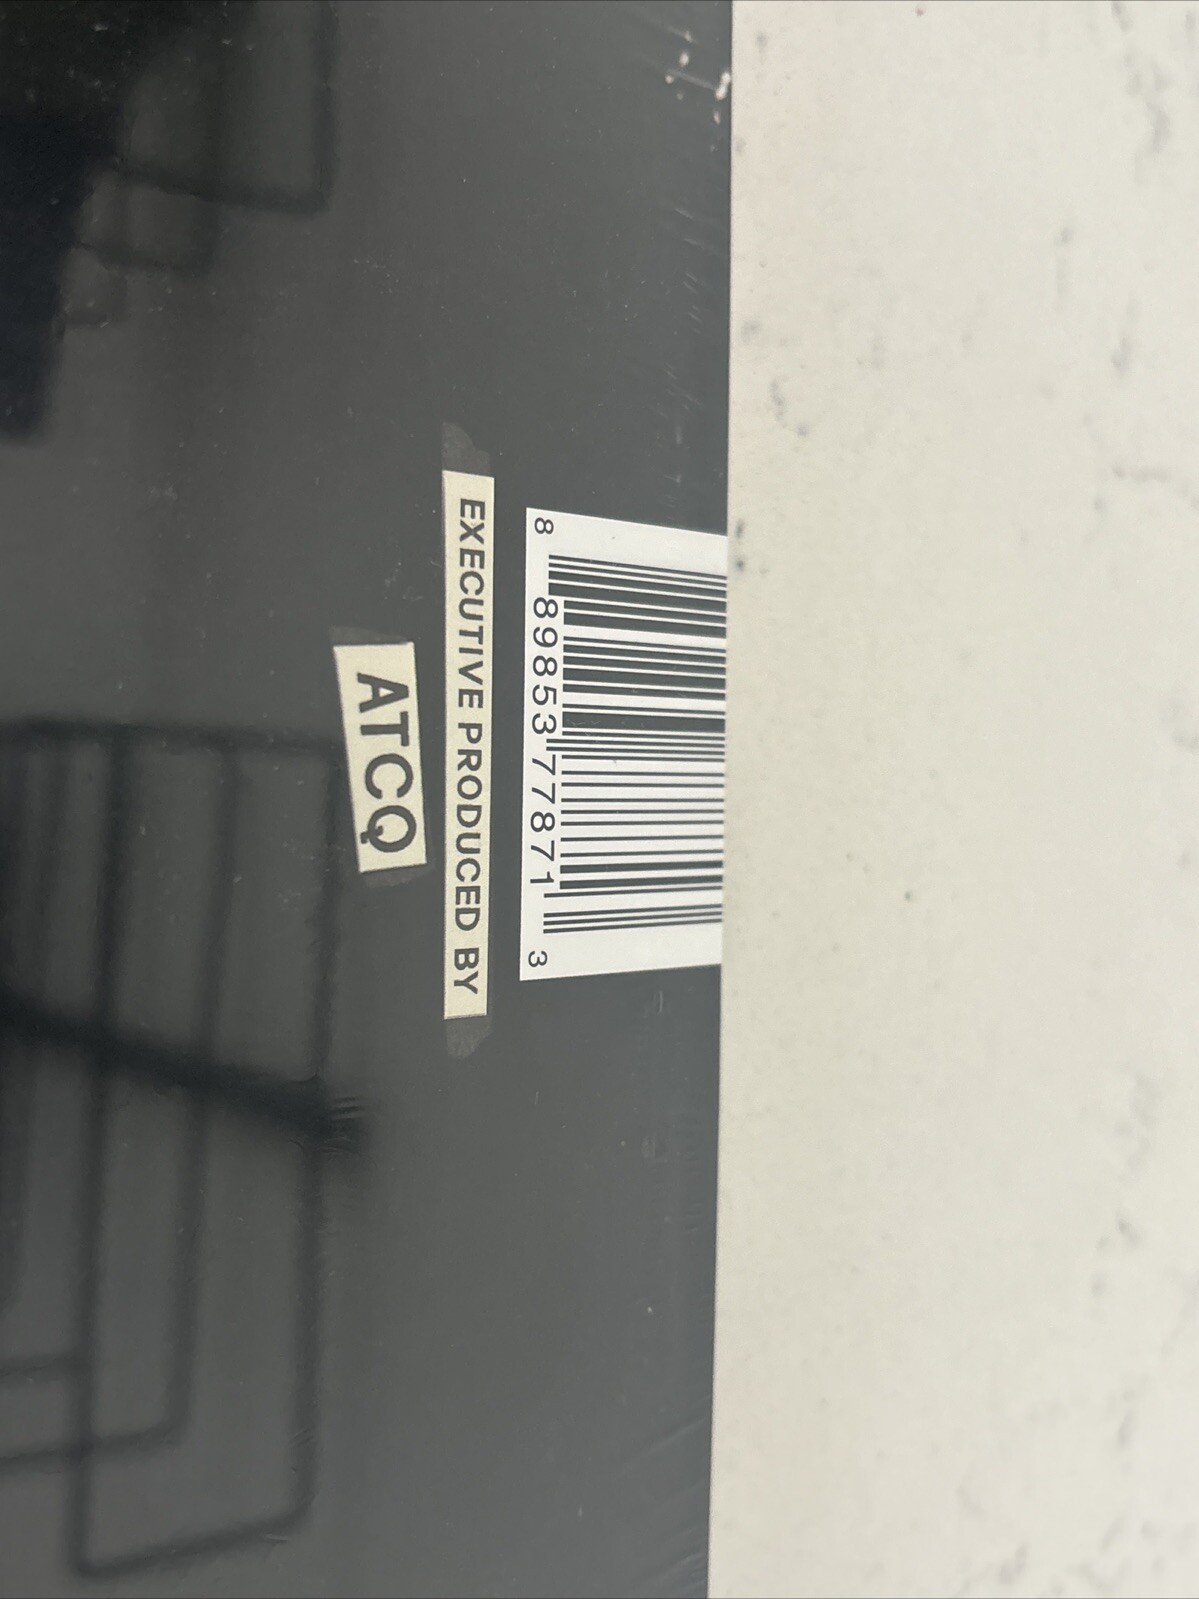 8 89853 77871 3
EXECUTIVE PRODUCED BY
ATCQ